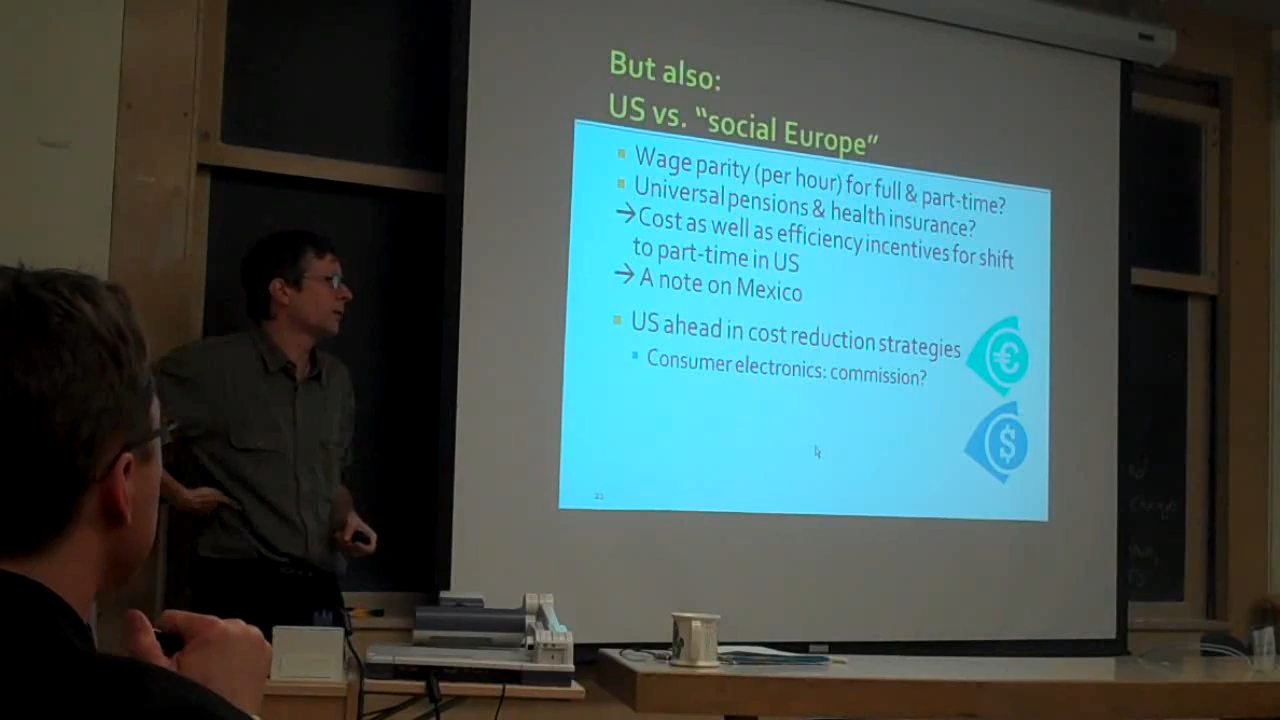 But also:
US vs. “social Europe”
Wage parity (per hour) for full & part-time?
Universal pensions & health insurance?
→Cost as well as efficiency incentives for shift
to part-time in US
→ A note on Mexico
US ahead in cost reduction strategies
Consumer electronics: commission?
€
$